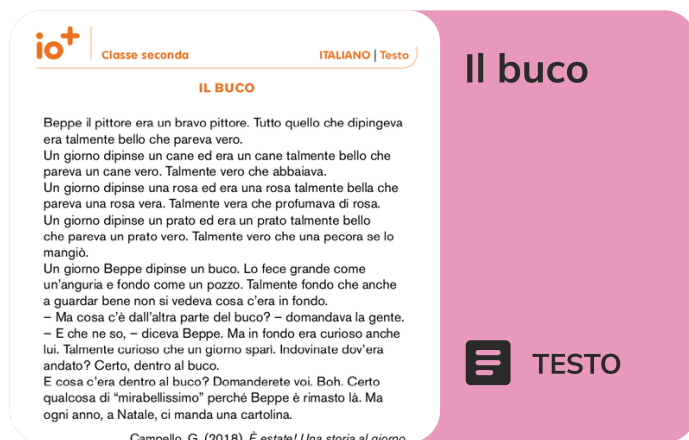 io+
Classe seconda
ITALIANO | Testo
IL BUCO
Beppe il pittore era un bravo pittore. Tutto quello che dipingeva
era talmente bello che pareva vero.
Un giorno dipinse un cane ed era un cane talmente bello che
pareva un cane vero. Talmente vero che abbaiava.
Un giorno dipinse una rosa ed era una rosa talmente bella che
pareva una rosa vera. Talmente vera che profumava di rosa.
Un giorno dipinse un prato ed era un prato talmente bello
che pareva un prato vero. Talmente vero che una pecora se lo
mangiò.
Un giorno Beppe dipinse un buco. Lo fece grande come
un’anguria e fondo come un pozzo. Talmente fondo che anche
a guardar bene non si vedeva cosa c’era in fondo.
– Ma cosa c’è dall’altra parte del buco? – domandava la gente.
– E che ne so, – diceva Beppe. Ma in fondo era curioso anche
lui. Talmente curioso che un giorno sparì. Indovinate dov’era
andato? Certo, dentro al buco.
E cosa c’era dentro al buco? Domanderete voi. Boh. Certo
qualcosa di “mirabellissimo” perché Beppe è rimasto là. Ma
ogni anno, a Natale, ci manda una cartolina.
Campello, G. (2018). È estate! Una storia al giorno
Il buco
TESTO